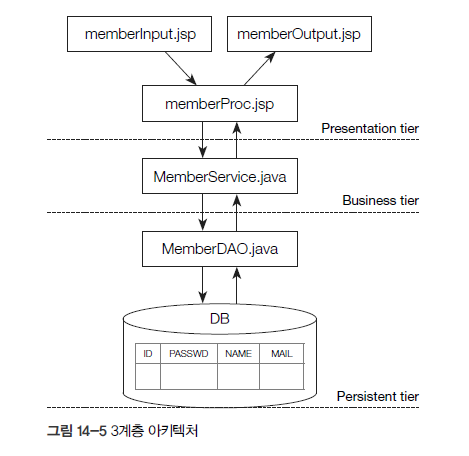 memberInput.jsp
memberOutput.jsp
memberProc.jsp
Presentation tier
MemberService.java
Business tier
MemberDAO.java
DB
ID PASSWD NAME MAIL
Persistent tier
그림 14-5 3계층 아키텍처